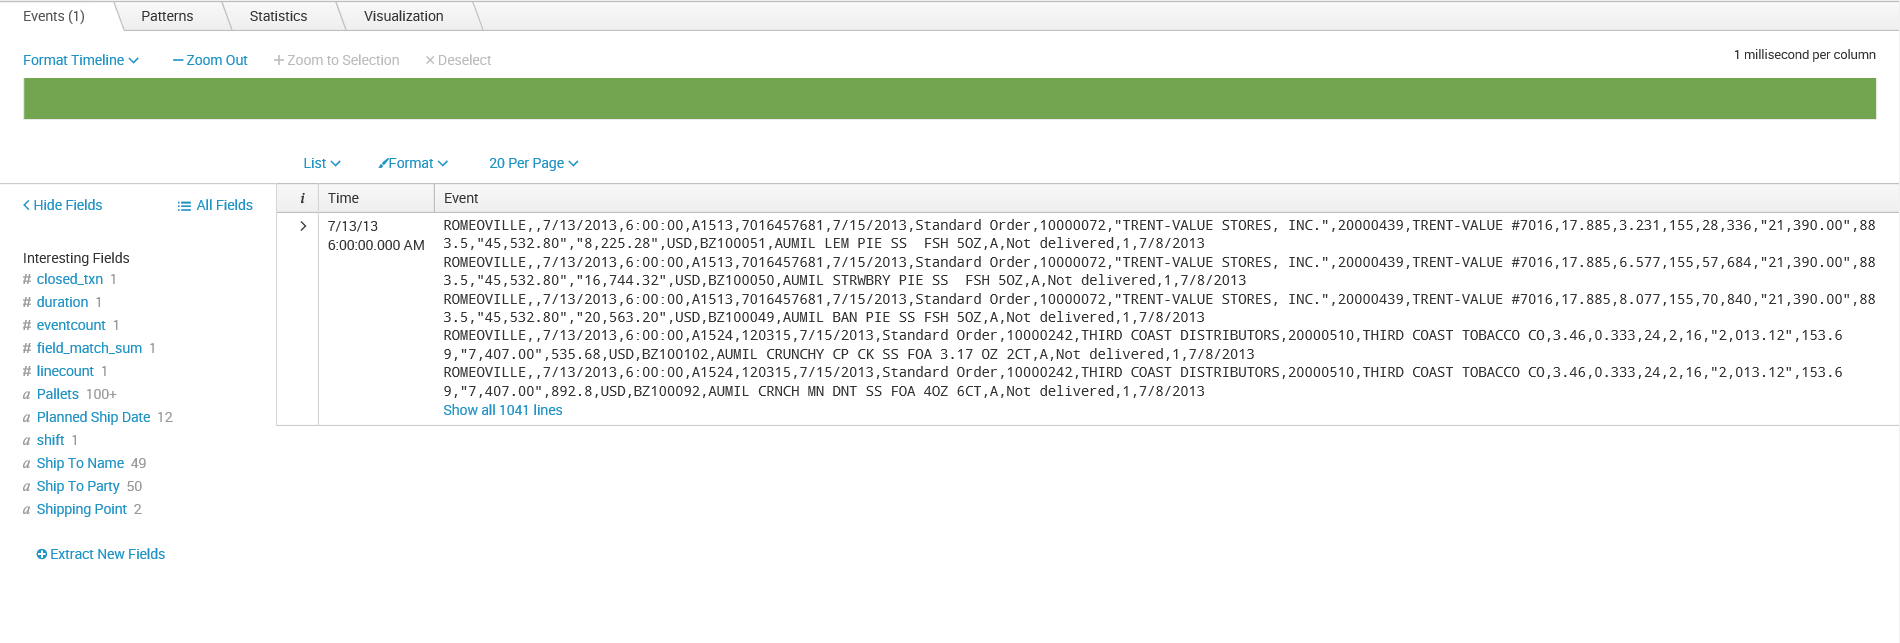 Events (1) Patterns Statistics Visualization
Format Timeline Zoom Out Zoom to Selection Deselect 1 millisecond per column
List Format 20 Per Page
Hide Fields All Fields
i Time Event
Interesting Fields
# closed_txn 1
# duration 1
# eventcount 1
# field_match_sum 1
# linecount 1
a Pallets 100+
a Planned Ship Date 12
a shift 1
a Ship To Name 49
a Ship To Party 50
a Shipping Point 2
Extract New Fields
7/13/13
6:00:00.000 AM
ROMEOVILLE,,7/13/2013,6:00:00,A1513,7016457681,7/15/2013,Standard Order,10000072,"TRENT-VALUE STORES, INC.",20000439,TRENT-VALUE #7016,17.885,3.231,155,28,336,"21,390.00",88
3.5,"45,532.80","8,225.28",USD,BZ100051,AUMIL LEM PIE SS  FSH 5OZ,A,Not delivered,1,7/8/2013
ROMEOVILLE,,7/13/2013,6:00:00,A1513,7016457681,7/15/2013,Standard Order,10000072,"TRENT-VALUE STORES, INC.",20000439,TRENT-VALUE #7016,17.885,6.577,155,57,684,"21,390.00",88
3.5,"45,532.80","16,744.32",USD,BZ100050,AUMIL STRWBRY PIE SS  FSH 5OZ,A,Not delivered,1,7/8/2013
ROMEOVILLE,,7/13/2013,6:00:00,A1513,7016457681,7/15/2013,Standard Order,10000072,"TRENT-VALUE STORES, INC.",20000439,TRENT-VALUE #7016,17.885,8.077,155,70,840,"21,390.00",88
3.5,"45,532.80","20,563.20",USD,BZ100049,AUMIL BAN PIE SS FSH 5OZ,A,Not delivered,1,7/8/2013
ROMEOVILLE,,7/13/2013,6:00:00,A1524,120315,7/15/2013,Standard Order,10000242,THIRD COAST DISTRIBUTORS,20000510,THIRD COAST TOBACCO CO,3.46,0.333,24,2,16,"2,013.12",153.6
9,"7,407.00",535.68,USD,BZ100102,AUMIL CRUNCHY CP CK SS FOA 3.17 OZ 2CT,A,Not delivered,1,7/8/2013
ROMEOVILLE,,7/13/2013,6:00:00,A1524,120315,7/15/2013,Standard Order,10000242,THIRD COAST DISTRIBUTORS,20000510,THIRD COAST TOBACCO CO,3.46,0.333,24,2,16,"2,013.12",153.6
9,"7,407.00",892.8,USD,BZ100092,AUMIL CRNCH MN DNT SS FOA 4OZ 6CT,A,Not delivered,1,7/8/2013
Show all 1041 lines